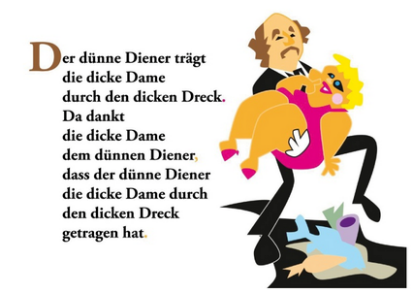 Der dünne Diener trägt
die dicke Dame
durch den dicken Dreck.
Da dankt
die dicke Dame
dem dünnen Diener,
dass der dünne Diener
die dicke Dame durch
den dicken Dreck
getragen hat.